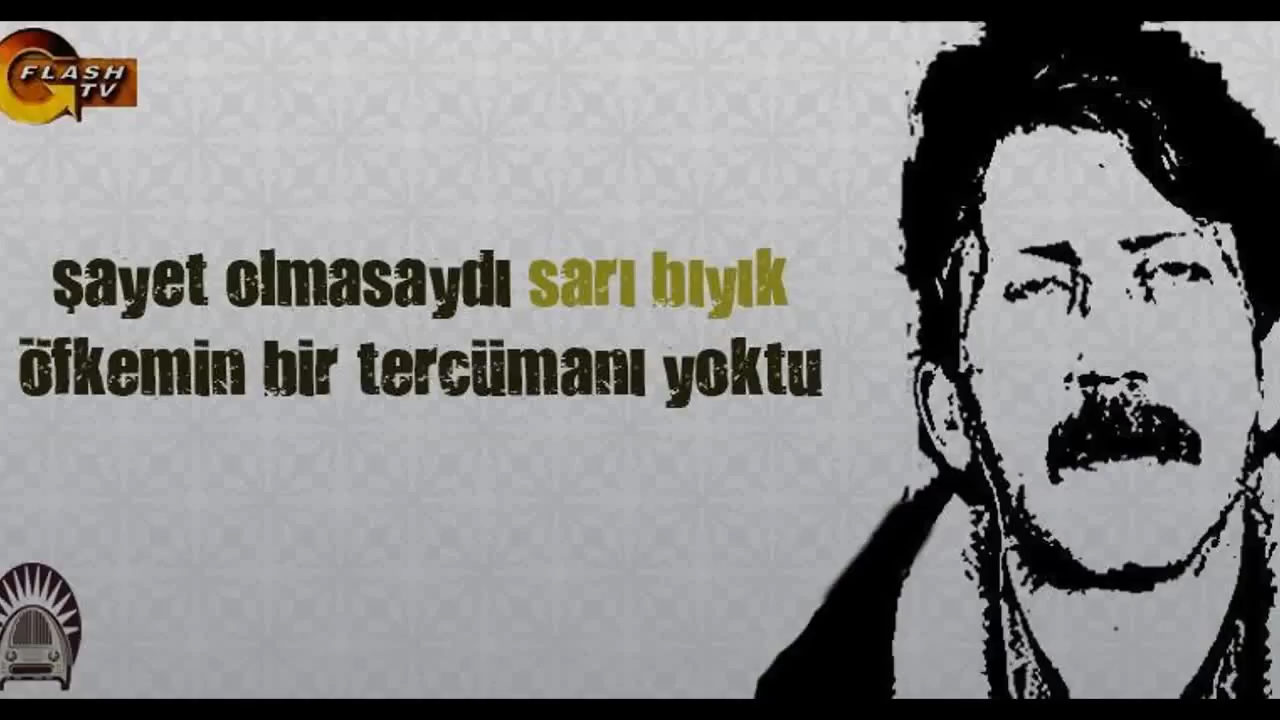 FLASH
TV
şayet olmasaydı sarı bıyık
öfkemin bir tercümanı yoktu